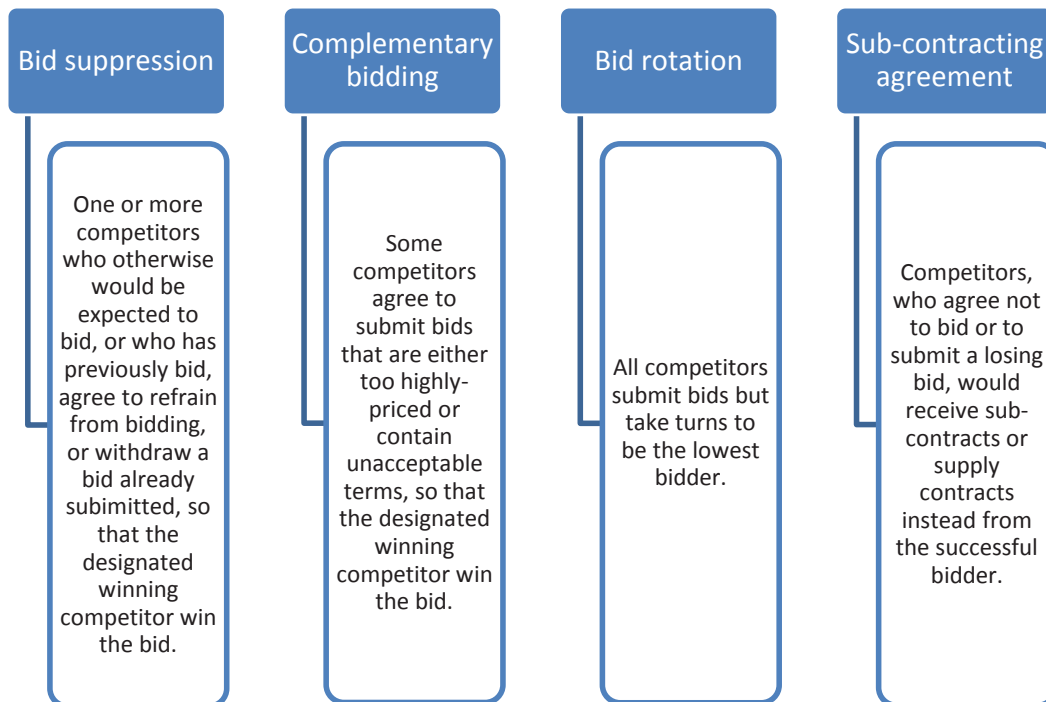 Bid suppression
One or more
competitors
who otherwise
would be
expected to
bid, or who has
previously bid,
agree to refrain
from bidding,
or withdraw a
bid already
subimitted, so
that the
designated
winning
competitor win
the bid.
Complementary
bidding
Some
competitors
agree to
submit bids
that are either
too highly-
priced or
contain
unacceptable
terms, so that
the designated
winning
competitor win
the bid.
Bid rotation
All competitors
submit bids but
take turns to
be the lowest
bidder.
Sub-contracting
agreement
Competitors,
who agree not
to bid or to
submit a losing
bid, would
receive sub-
contracts or
supply
contracts
instead from
the successful
bidder.